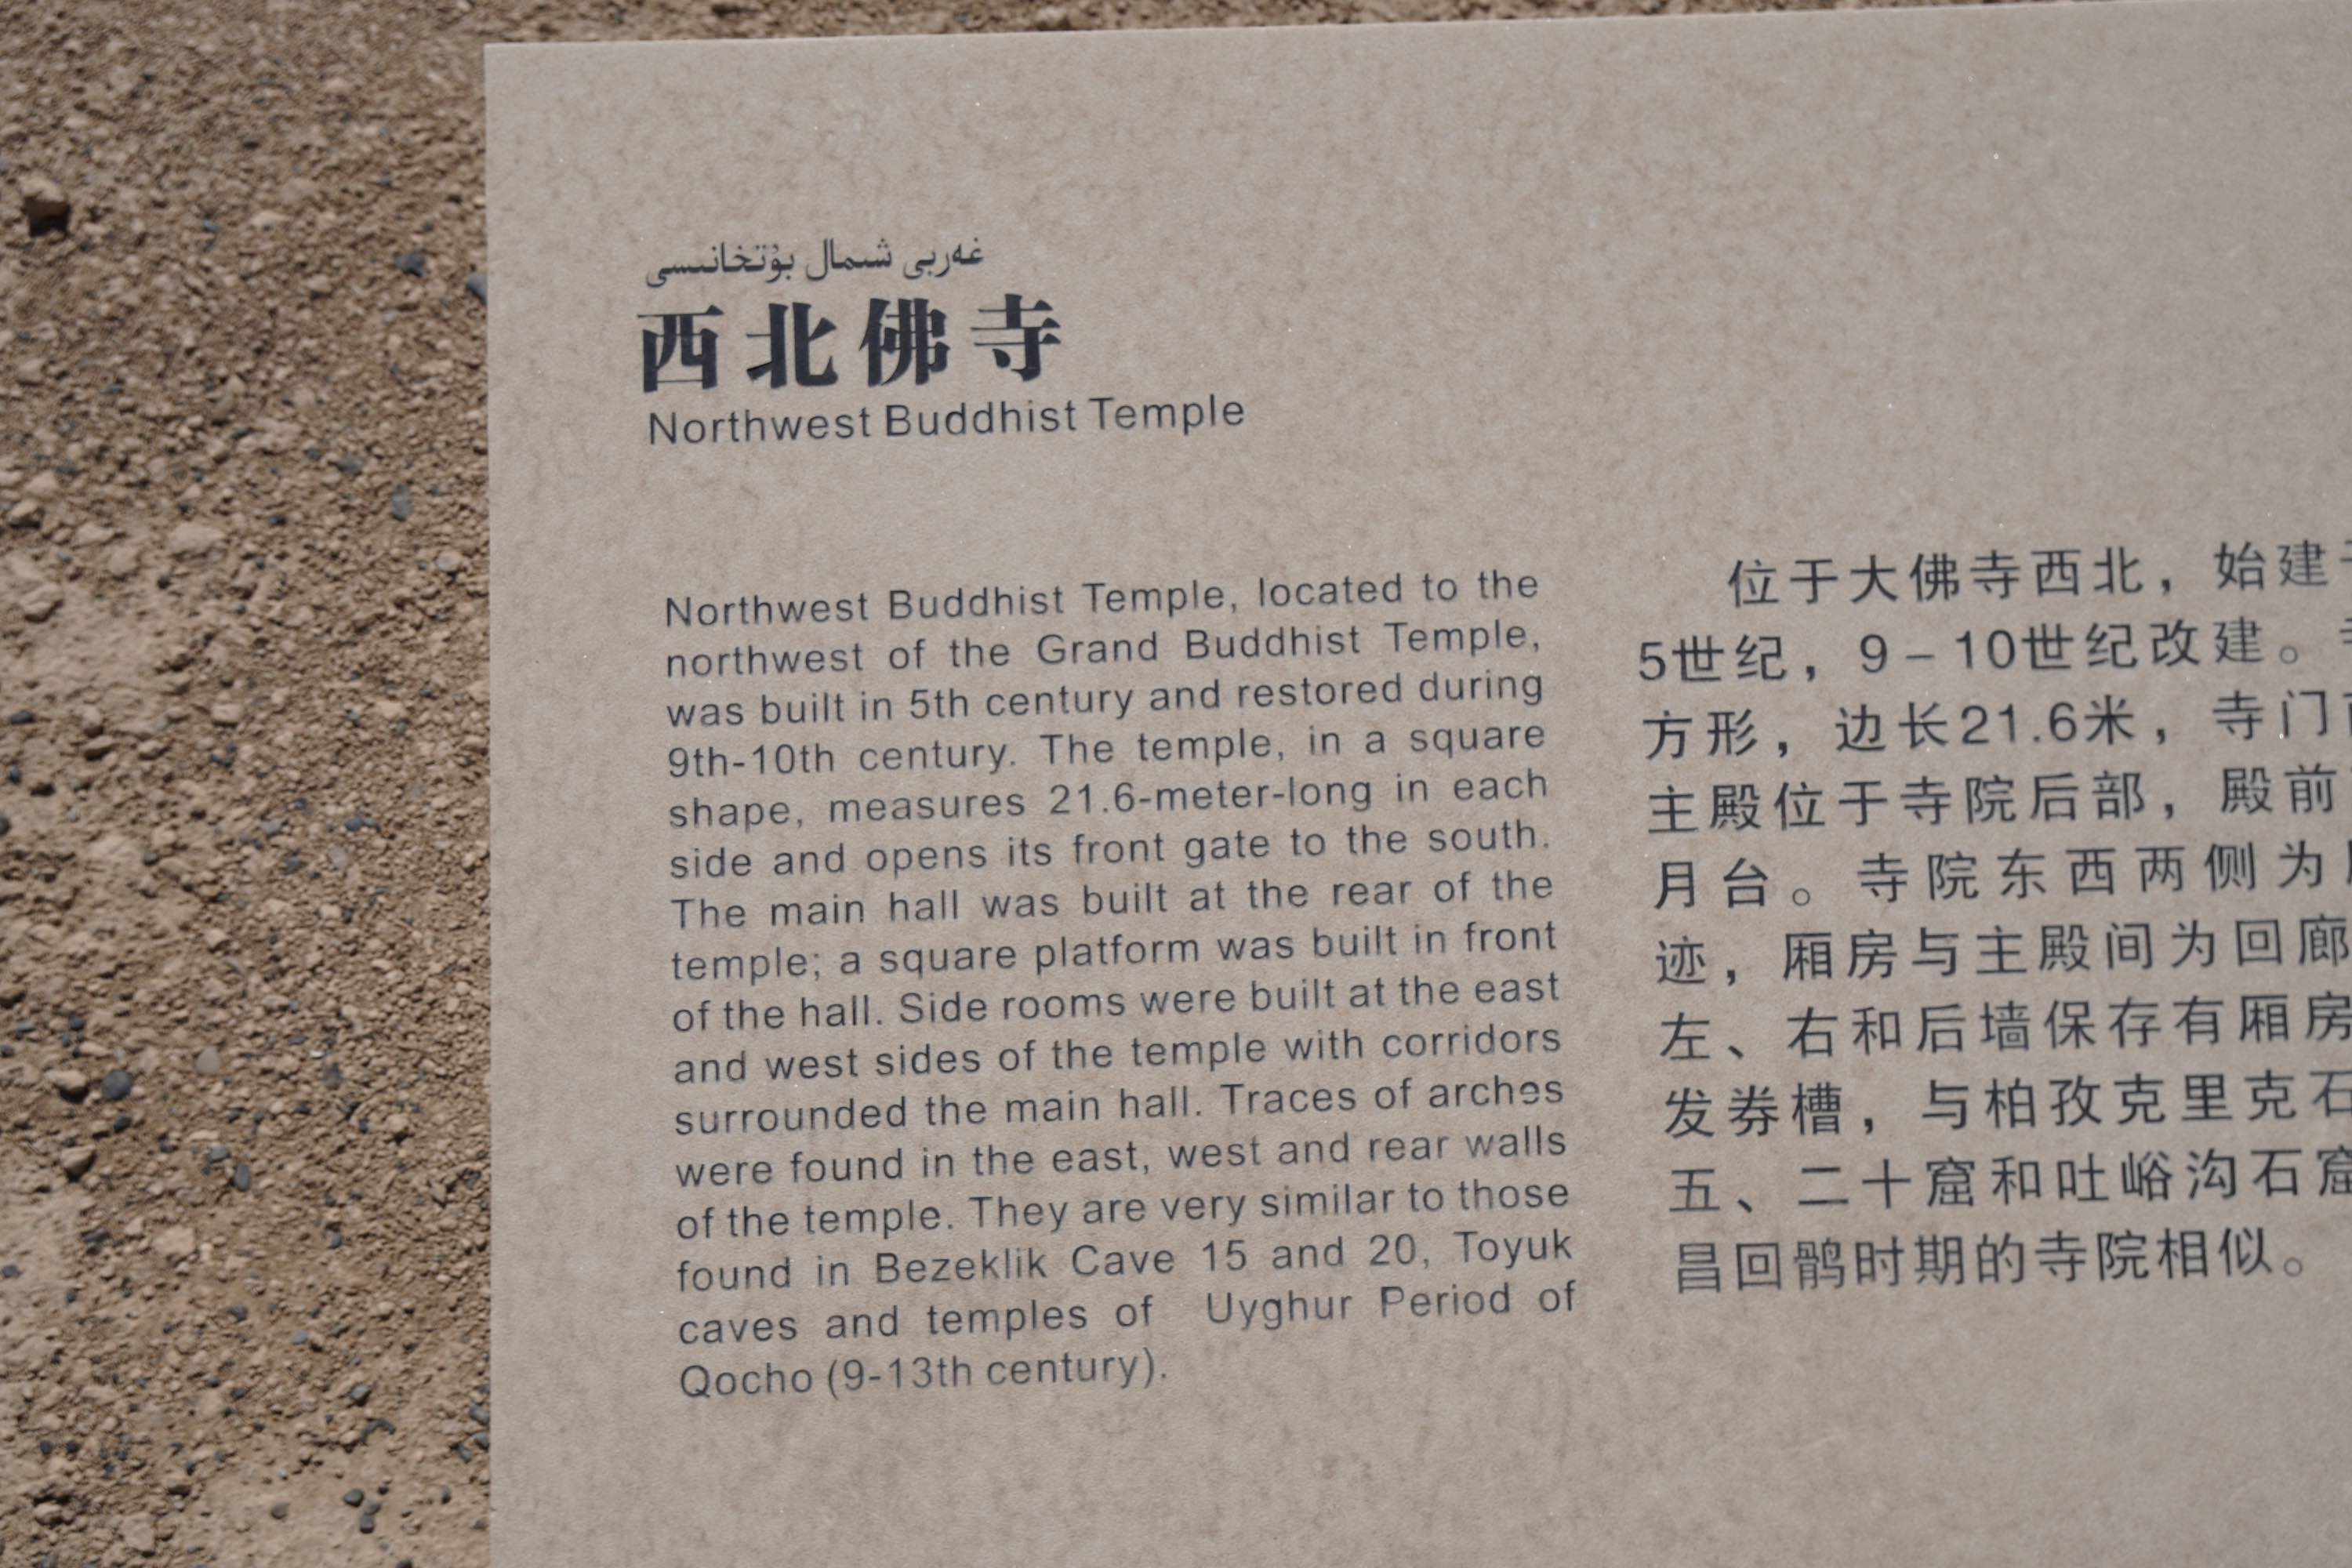 غەربى شىمال بۇتخانىسى
西北佛寺
Northwest Buddhist Temple
Northwest Buddhist Temple, located to the
northwest of the Grand Buddhist Temple,
was built in 5th century and restored during
9th-10th century. The temple, in a square
shape, measures 21.6-meter-long in each
side and opens its front gate to the south.
The main hall was built at the rear of the
temple; a square platform was built in front
of the hall. Side rooms were built at the east
and west sides of the temple with corridors
surrounded the main hall. Traces of arches
were found in the east, west and rear walls
of the temple. They are very similar to those
found in Bezeklik Cave 15 and 20, Toyuk
caves and temples of Uyghur Period of
Qocho (9-13th century).
位于大佛寺西北，始建
5世纪，9–10世纪改建。
方形，边长21.6米，寺门
主殿位于寺院后部，殿前
月台。寺院东西两侧为
迹，厢房与主殿间为回廊
左、右和后墙保存有厢房
发券槽，与柏孜克里克石
五、二十窟和吐峪沟石窟
昌回鹘时期的寺院相似。